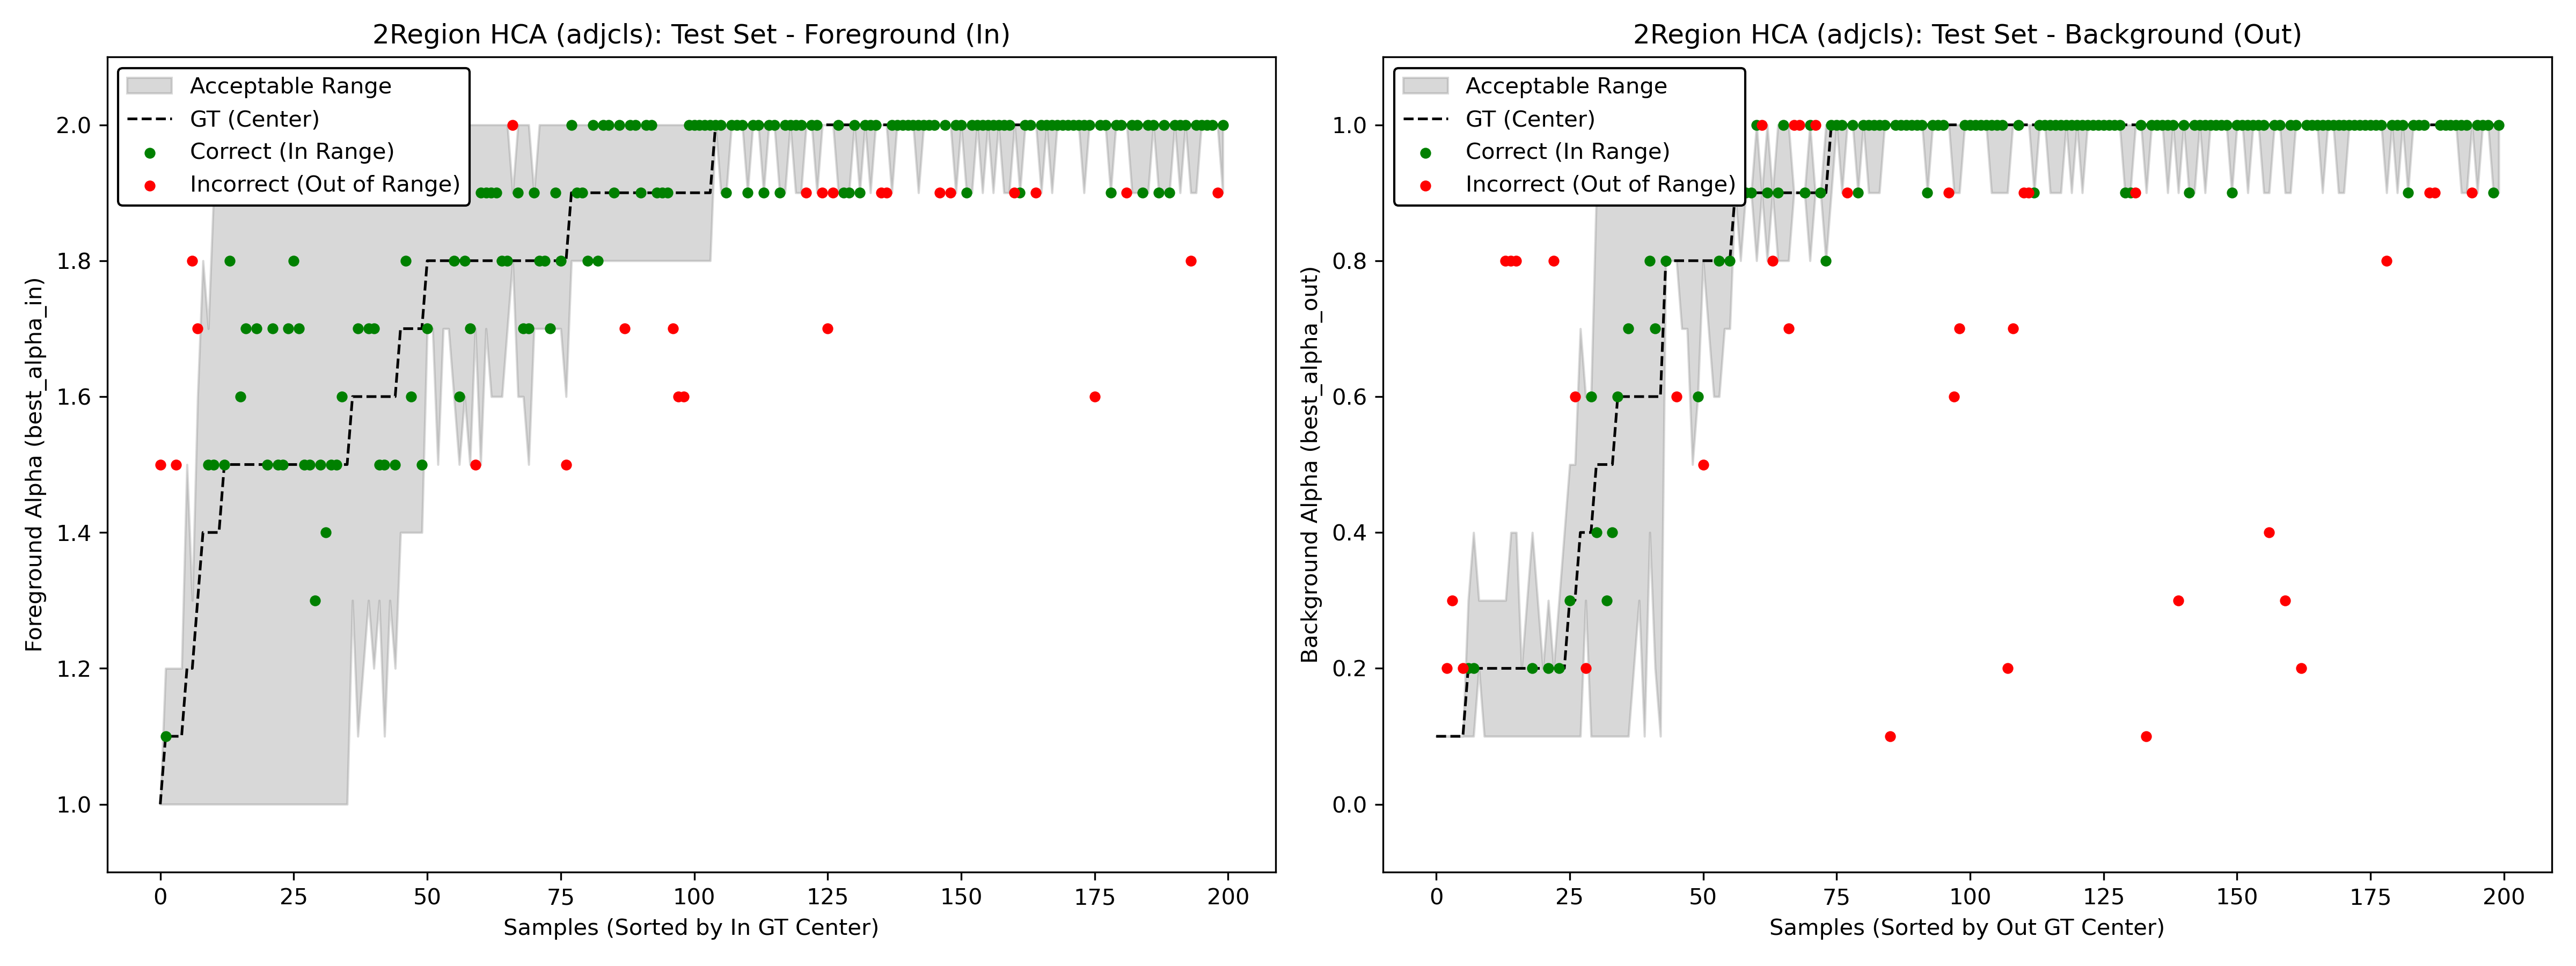 2Region HCA (adjcls): Test Set - Foreground (In)
Acceptable Range
GT (Center)
Correct (In Range)
Incorrect (Out of Range)
2.0
1.8
1.6
1.4
1.2
1.0
Foreground Alpha (best_alpha_in)
0 25 50 75 100 125 150 175 200
Samples (Sorted by In GT Center)
2Region HCA (adjcls): Test Set - Background (Out)
Acceptable Range
GT (Center)
Correct (In Range)
Incorrect (Out of Range)
1.0
0.8
0.6
0.4
0.2
0.0
Background Alpha (best_alpha_out)
0 25 50 75 100 125 150 175 200
Samples (Sorted by Out GT Center)